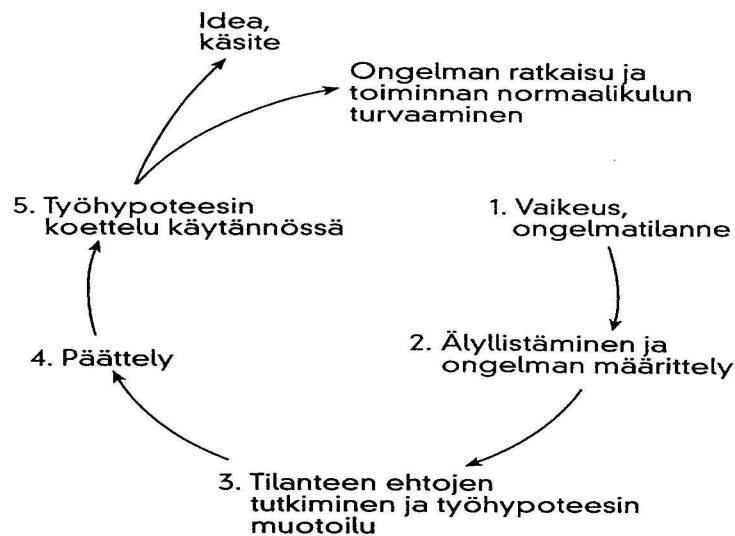 Idea,
käsite
Ongelman ratkaisu ja
toiminnan normaalikulun
turvaaminen
1. Vaikeus,
ongelmatilanne
2. Älyllistäminen ja
ongelman määrittely
3. Tilanteen ehtojen
tutkiminen ja työhypoteesin
muotoilu
4. Päättely
5. Työhypoteesin
koettelu käytännössä